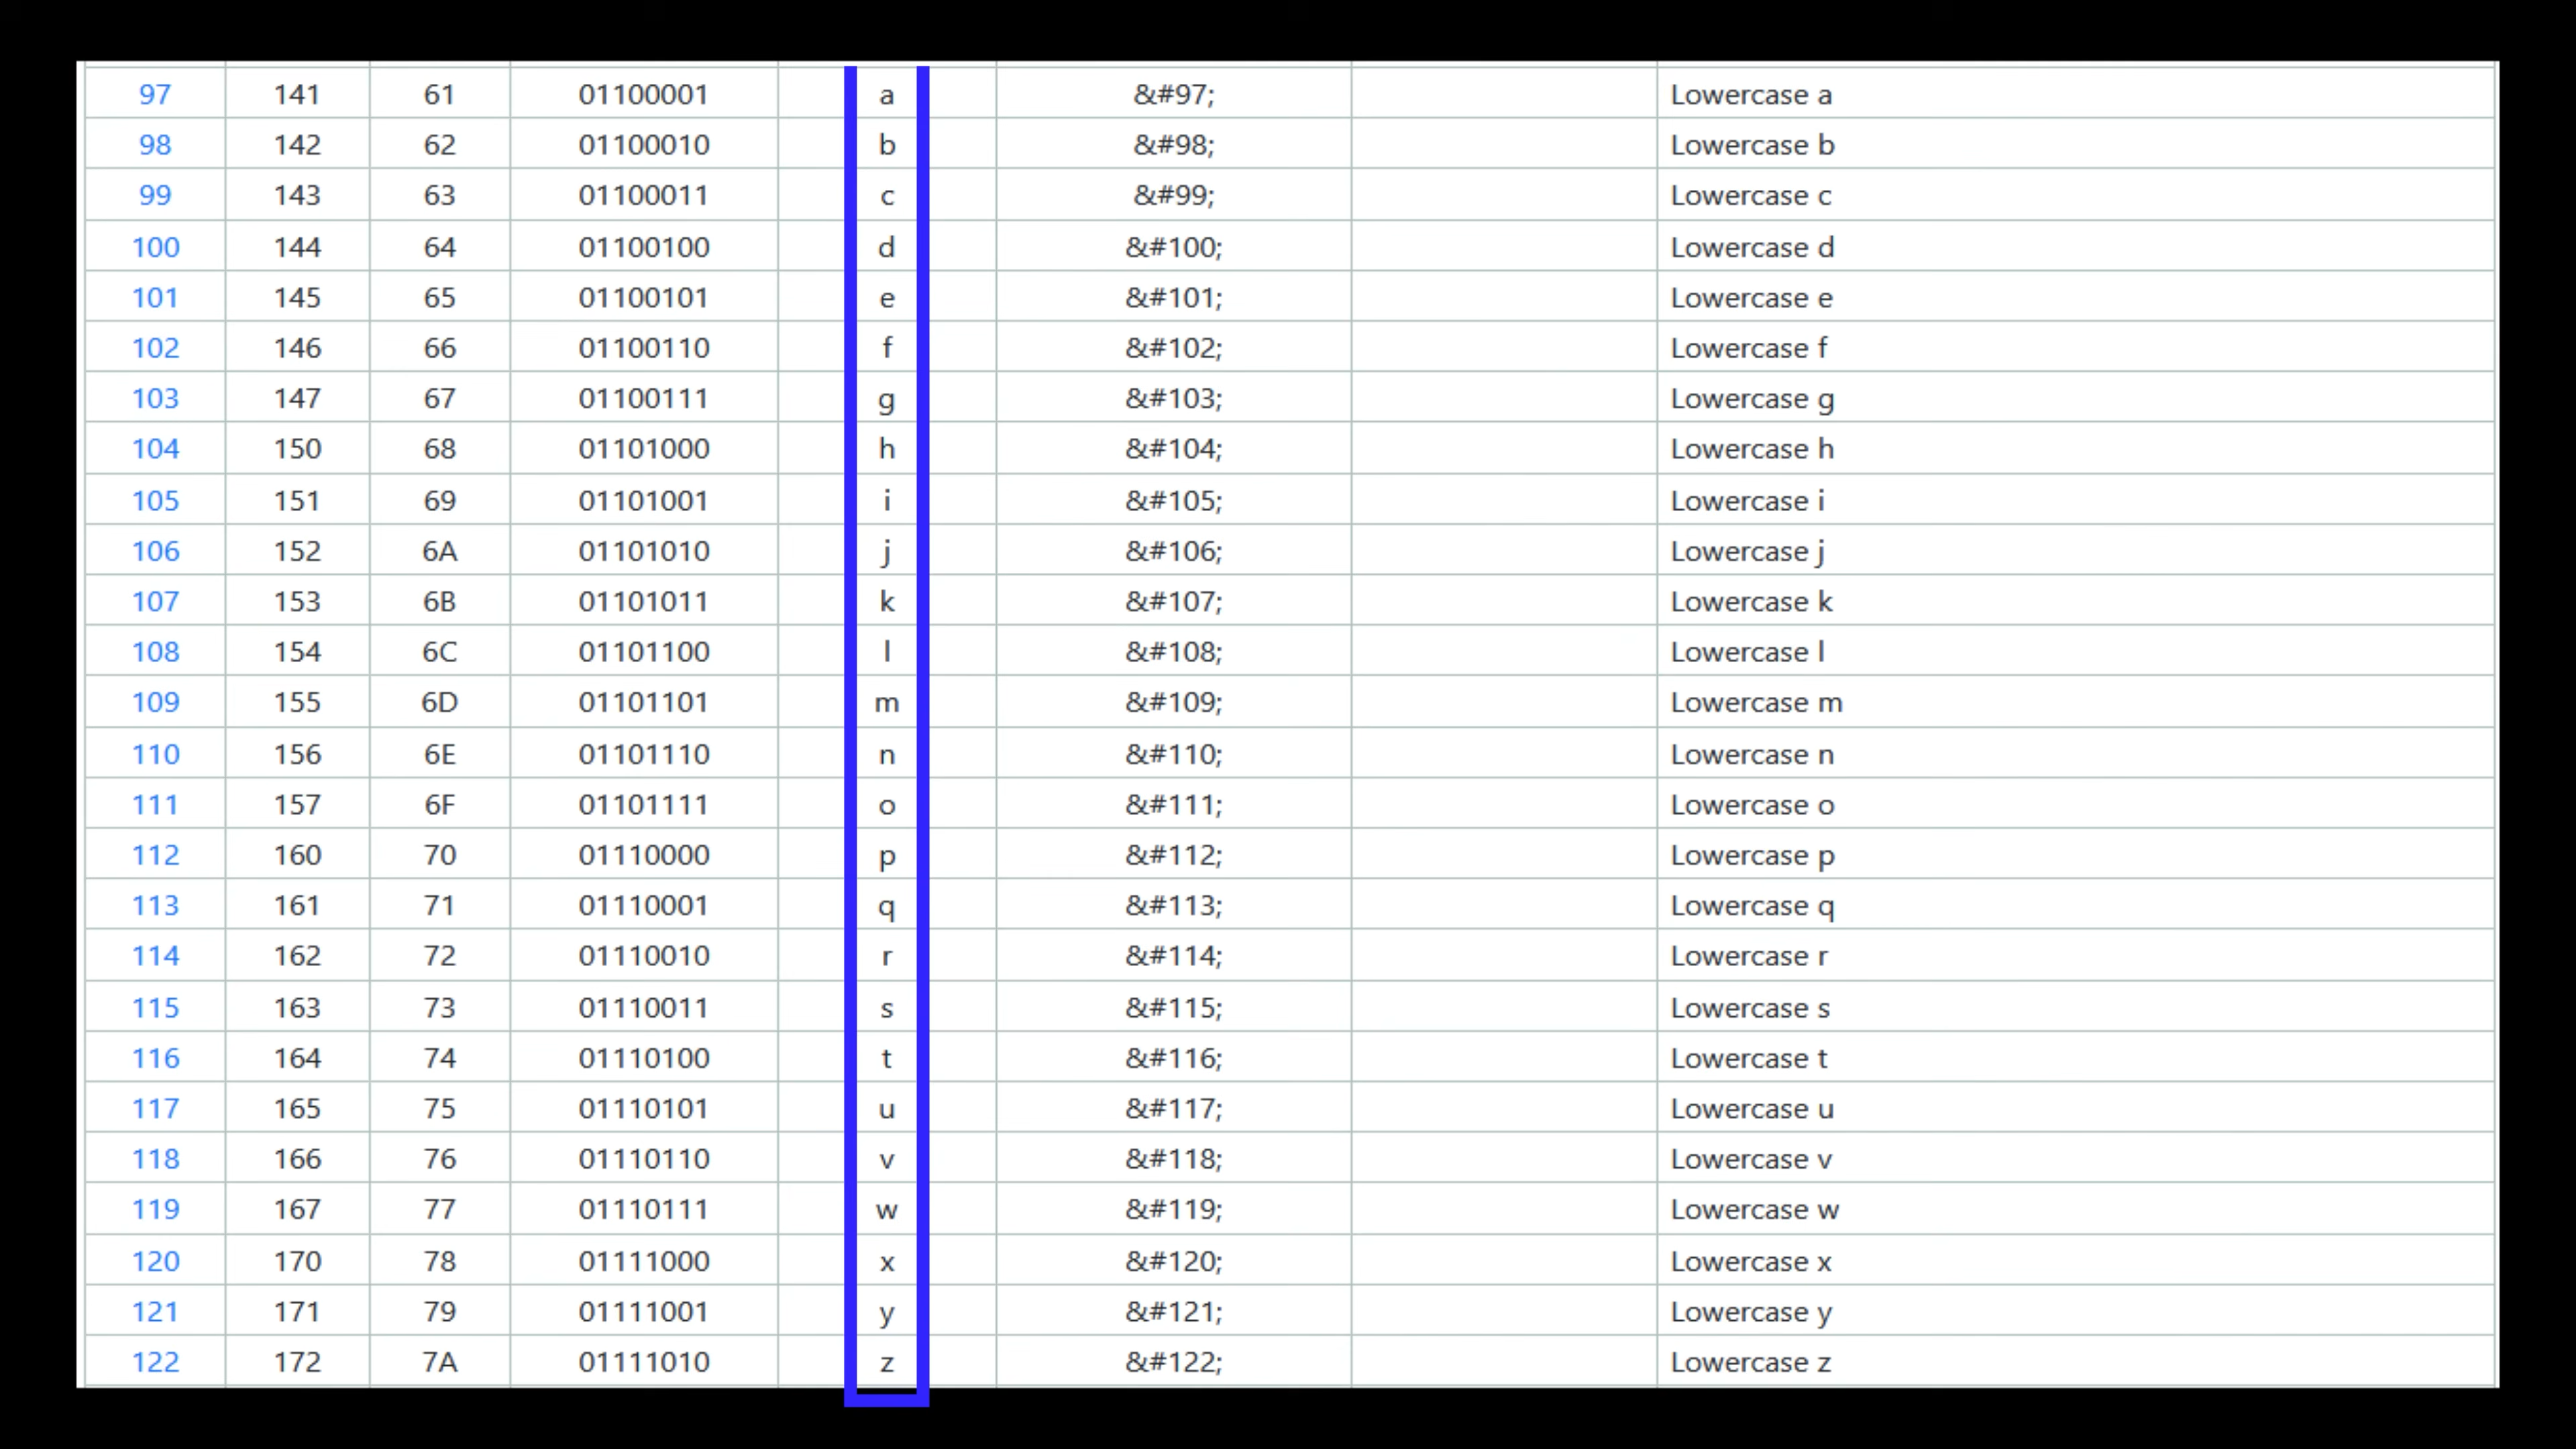 97 141 61 01100001 a &#97; Lowercase a
98 142 62 01100010 b &#98; Lowercase b
99 143 63 01100011 c &#99; Lowercase c
100 144 64 01100100 d &#100; Lowercase d
101 145 65 01100101 e &#101; Lowercase e
102 146 66 01100110 f &#102; Lowercase f
103 147 67 01100111 g &#103; Lowercase g
104 150 68 01101000 h &#104; Lowercase h
105 151 69 01101001 i &#105; Lowercase i
106 152 6A 01101010 j &#106; Lowercase j
107 153 6B 01101011 k &#107; Lowercase k
108 154 6C 01101100 l &#108; Lowercase l
109 155 6D 01101101 m &#109; Lowercase m
110 156 6E 01101110 n &#110; Lowercase n
111 157 6F 01101111 o &#111; Lowercase o
112 160 70 01110000 p &#112; Lowercase p
113 161 71 01110001 q &#113; Lowercase q
114 162 72 01110010 r &#114; Lowercase r
115 163 73 01110011 s &#115; Lowercase s
116 164 74 01110100 t &#116; Lowercase t
117 165 75 01110101 u &#117; Lowercase u
118 166 76 01110110 v &#118; Lowercase v
119 167 77 01110111 w &#119; Lowercase w
120 170 78 01111000 x &#120; Lowercase x
121 171 79 01111001 y &#121; Lowercase y
122 172 7A 01111010 z &#122; Lowercase z